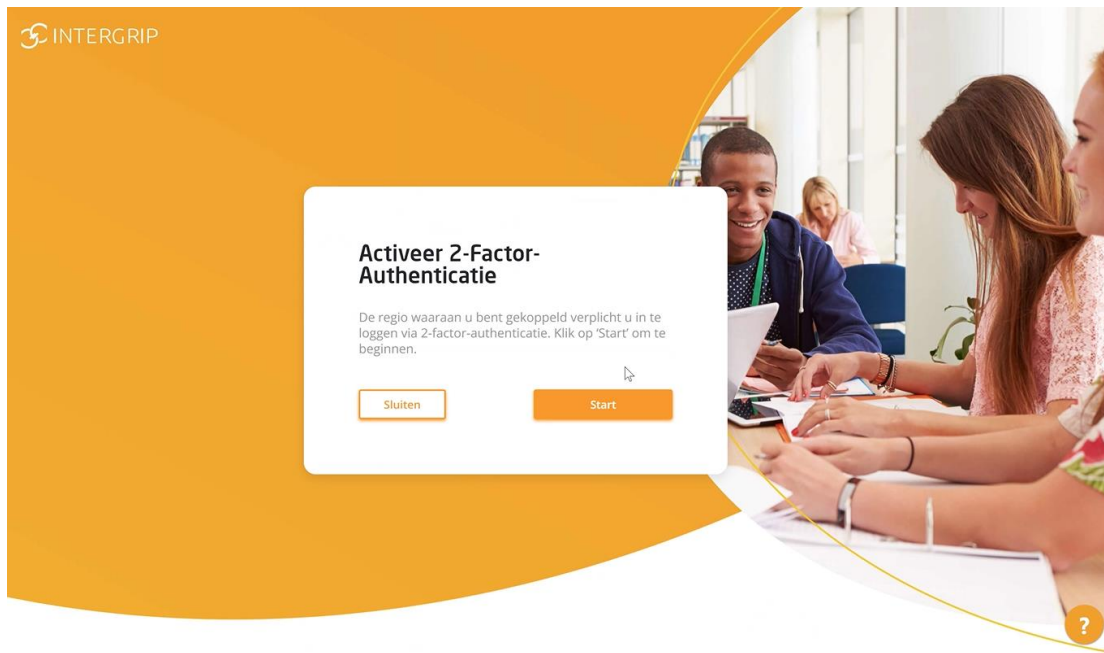 INTERGRIP
Activeer 2-Factor-
Authenticatie
De regio waaraan u bent gekoppeld verplicht u in te
loggen via 2-factor-authenticatie. Klik op ‘Start’ om te
beginnen.
Sluiten
Start
?